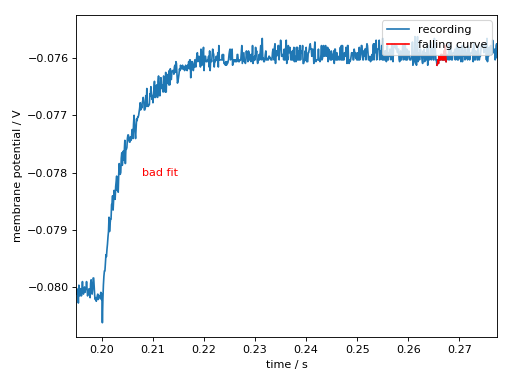 recording
falling curve
−0.076
−0.077
−0.078
−0.079
−0.080
membrane potential / V
bad fit
0.20 0.21 0.22 0.23 0.24 0.25 0.26 0.27
time / s